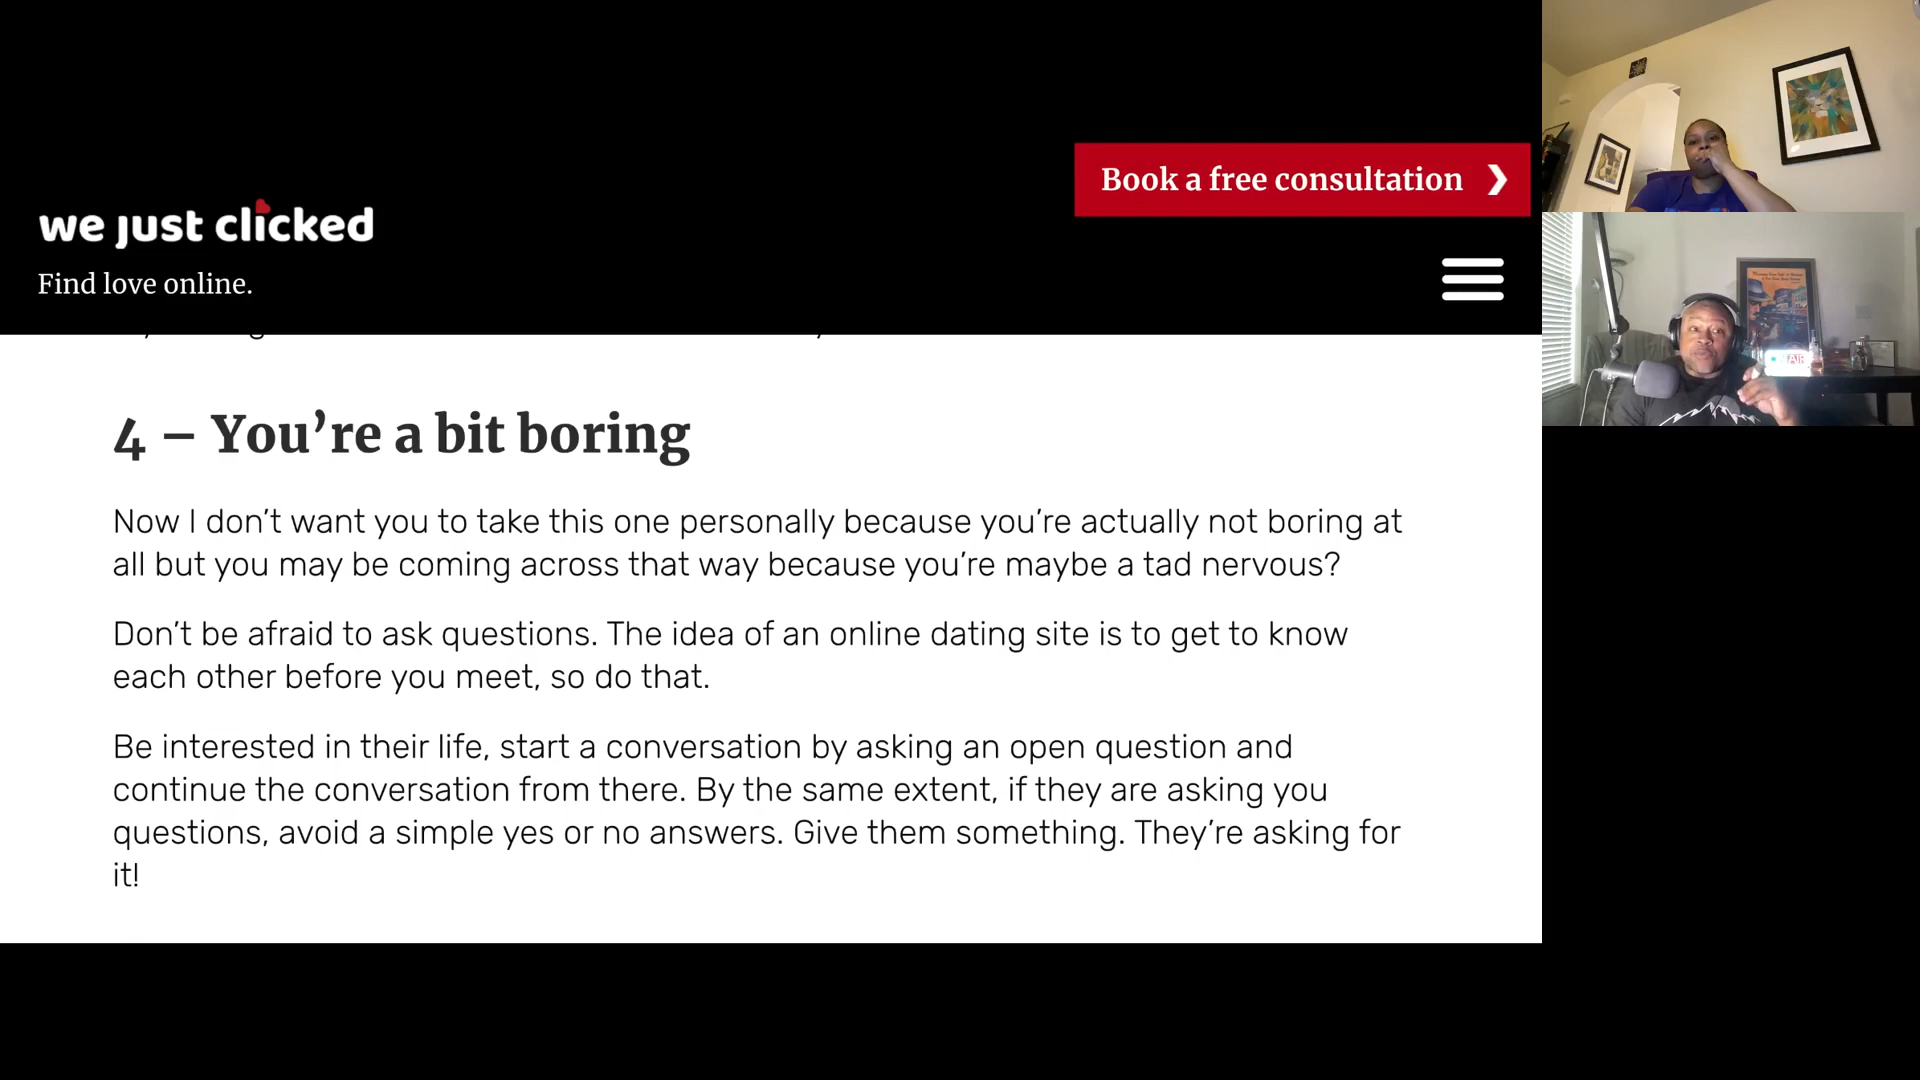 Book a free consultation ❯
we just clicked
Find love online.
4 – You’re a bit boring
Now I don’t want you to take this one personally because you’re actually not boring at
all but you may be coming across that way because you’re maybe a tad nervous?
Don’t be afraid to ask questions. The idea of an online dating site is to get to know
each other before you meet, so do that.
Be interested in their life, start a conversation by asking an open question and
continue the conversation from there. By the same extent, if they are asking you
questions, avoid a simple yes or no answers. Give them something. They’re asking for
it!